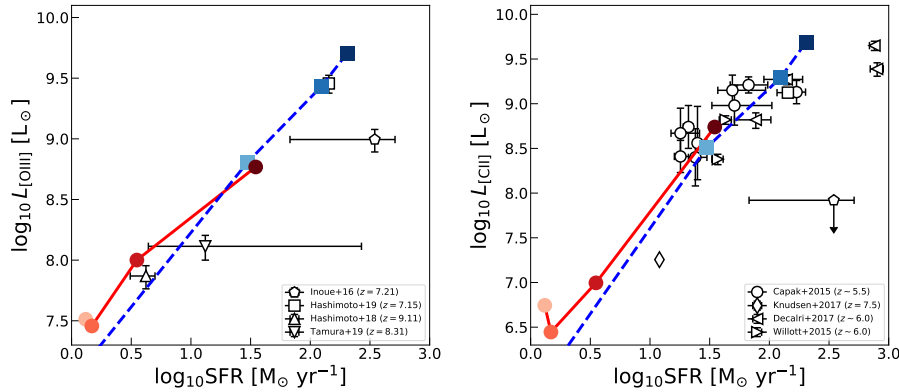 10.0
9.5
9.0
8.5
8.0
7.5
log₁₀ L[OIII] [L⊙]
0.0 0.5 1.0 1.5 2.0 2.5 3.0
log₁₀SFR [M⊙ yr⁻¹]
Inoue+16 (z = 7.21)
Hashimoto+19 (z = 7.15)
Hashimoto+18 (z = 9.11)
Tamura+19 (z = 8.31)
10.0
9.5
9.0
8.5
8.0
7.5
7.0
6.5
log₁₀ L[CII] [L⊙]
0.0 0.5 1.0 1.5 2.0 2.5 3.0
log₁₀SFR [M⊙ yr⁻¹]
Capak+2015 (z ~ 5.5)
Knudsen+2017 (z = 7.5)
Decalri+2017 (z ~ 6.0)
Willott+2015 (z ~ 6.0)